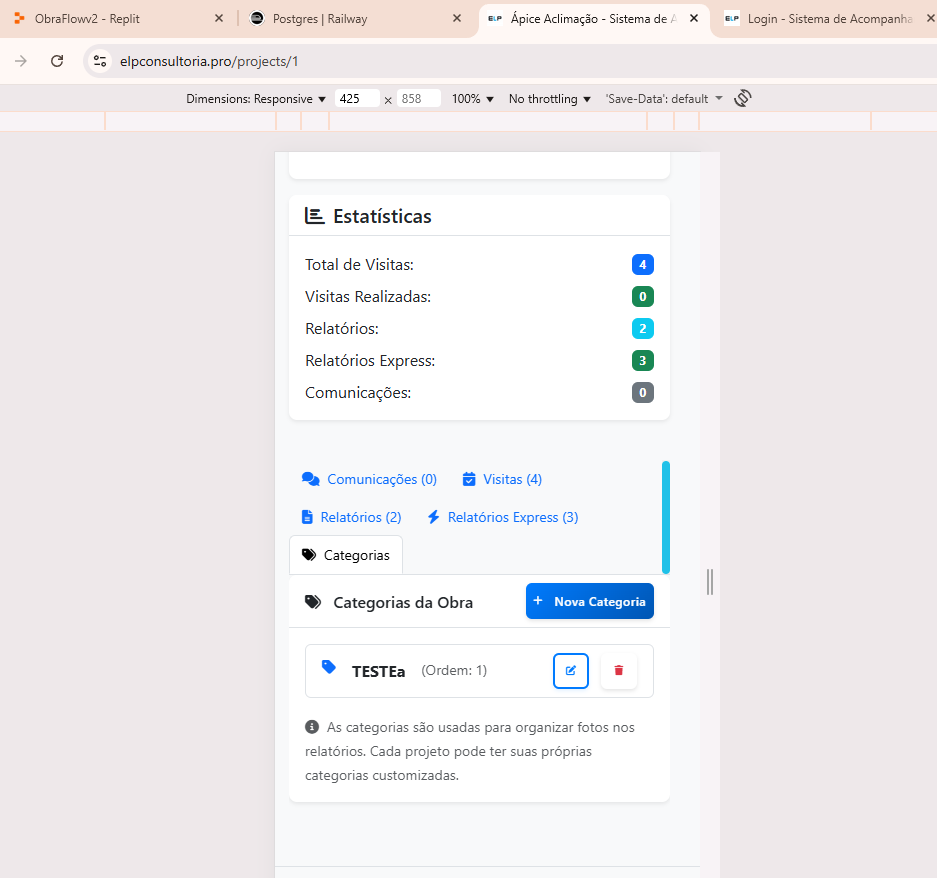 ObraFlowv2 - Replit
Postgres | Railway
ELP Ápice Aclimação - Sistema de A
ELP Login - Sistema de Acompanha
elpconsultoria.pro/projects/1
Dimensions: Responsive 425 × 858 100% No throttling 'Save-Data': default
Estatísticas
Total de Visitas: 4
Visitas Realizadas: 0
Relatórios: 2
Relatórios Express: 3
Comunicações: 0
Comunicações (0) Visitas (4)
Relatórios (2) Relatórios Express (3)
Categorias
Categorias da Obra + Nova Categoria
TESTEa (Ordem: 1)
As categorias são usadas para organizar fotos nos
relatórios. Cada projeto pode ter suas próprias
categorias customizadas.